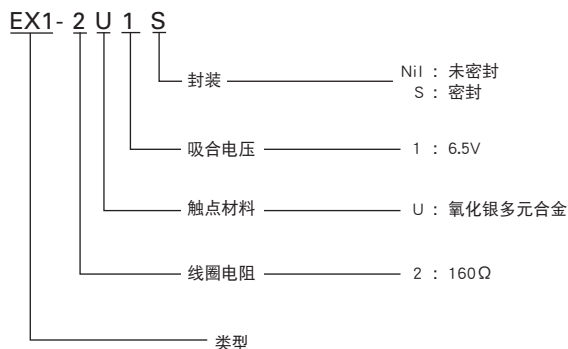 EX1- 2 U 1 S
封装 Nil : 未密封
S : 密封
吸合电压 1 : 6.5V
触点材料 U : 氧化银多元合金
线圈电阻 2 : 160Ω
类型